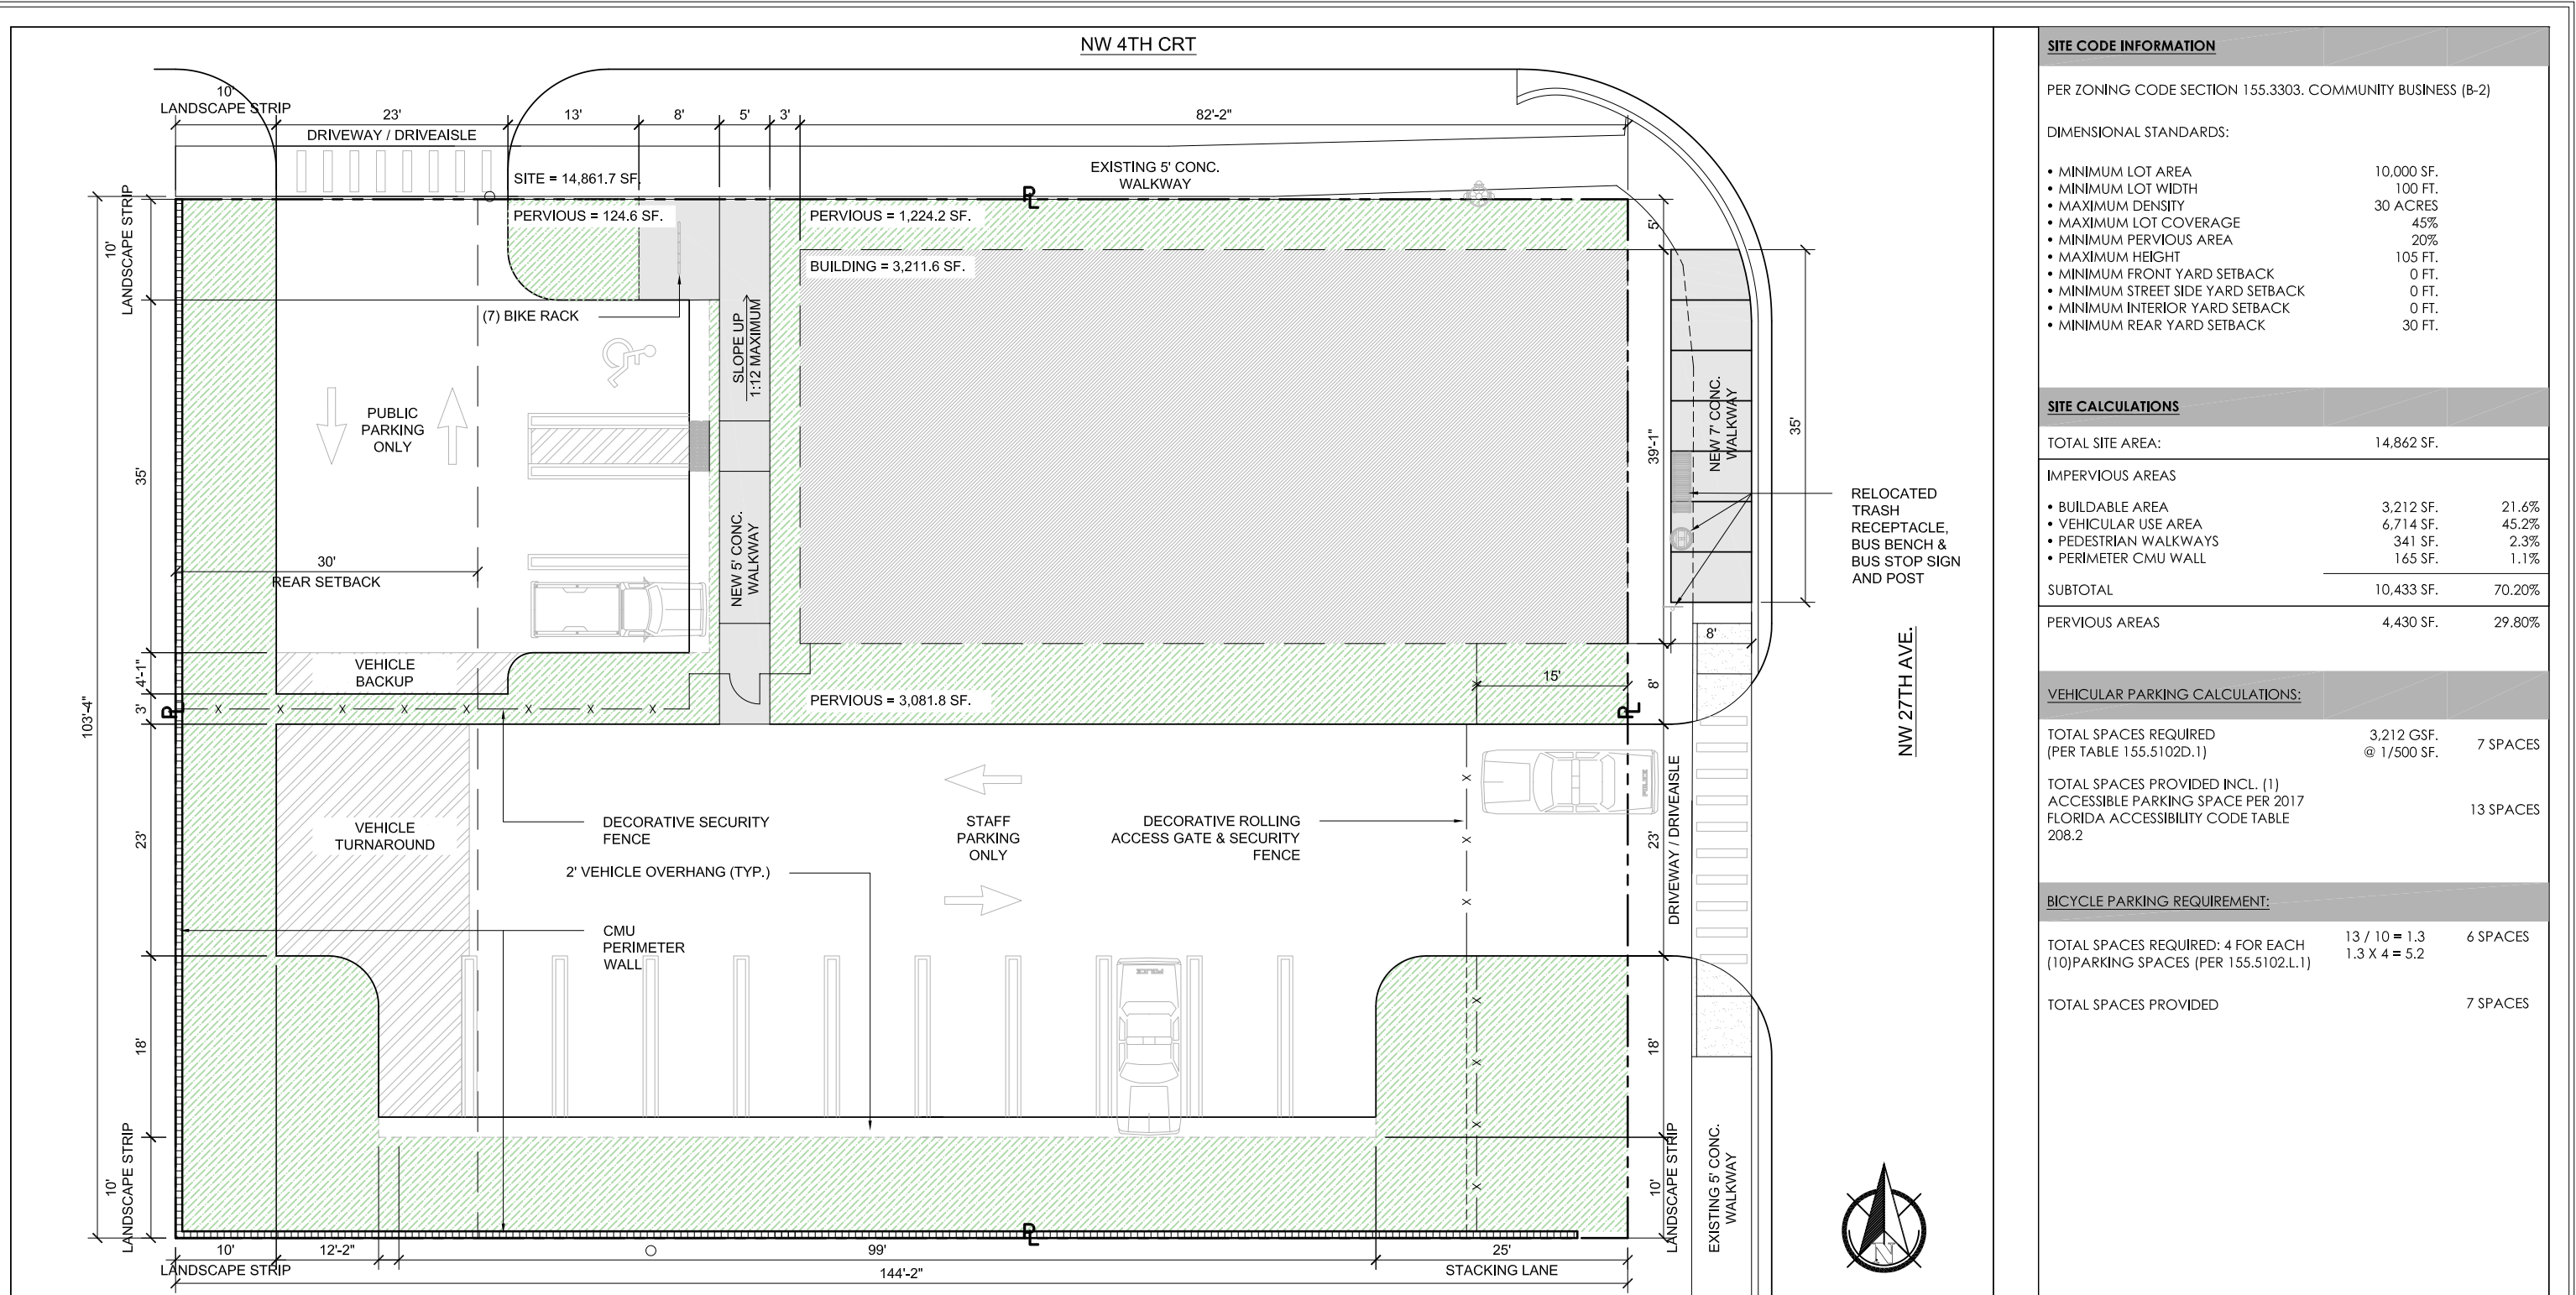 NW 4TH CRT
10'
LANDSCAPE STRIP
23'
DRIVEWAY / DRIVEAISLE
13'
8'
5'
3'
82'-2"
EXISTING 5' CONC.
WALKWAY
SITE = 14,861.7 SF.
PERVIOUS = 124.6 SF.
PERVIOUS = 1,224.2 SF.
BUILDING = 3,211.6 SF.
10'
LANDSCAPE STRIP
5'
(7) BIKE RACK
SLOPE UP
1:12 MAXIMUM
PUBLIC
PARKING
ONLY
35'
39'-1"
NEW 7' CONC.
WALKWAY
35'
RELOCATED
TRASH
RECEPTACLE,
BUS BENCH &
BUS STOP SIGN
AND POST
NEW 5' CONC.
WALKWAY
30'
REAR SETBACK
8'
NW 27TH AVE.
4'-1"
VEHICLE
BACKUP
15'
8'
PERVIOUS = 3,081.8 SF.
3'
103'-4"
X X X X X X X X
PL
PL
PL
PL
DECORATIVE SECURITY
FENCE
2' VEHICLE OVERHANG (TYP.)
STAFF
PARKING
ONLY
DECORATIVE ROLLING
ACCESS GATE & SECURITY
FENCE
X
X
X
POLICE
23'
VEHICLE
TURNAROUND
23'
DRIVEWAY / DRIVEAISLE
CMU
PERIMETER
WALL
POLICE
X
X
X
X
18'
18'
10'
LANDSCAPE STRIP
10'
LANDSCAPE STRIP
EXISTING 5' CONC.
WALKWAY
N
10'
LANDSCAPE STRIP
12'-2"
99'
25'
STACKING LANE
144'-2"
SITE CODE INFORMATION
PER ZONING CODE SECTION 155.3303. COMMUNITY BUSINESS (B-2)
DIMENSIONAL STANDARDS:
• MINIMUM LOT AREA 10,000 SF.
• MINIMUM LOT WIDTH 100 FT.
• MAXIMUM DENSITY 30 ACRES
• MAXIMUM LOT COVERAGE 45%
• MINIMUM PERVIOUS AREA 20%
• MAXIMUM HEIGHT 105 FT.
• MINIMUM FRONT YARD SETBACK 0 FT.
• MINIMUM STREET SIDE YARD SETBACK 0 FT.
• MINIMUM INTERIOR YARD SETBACK 0 FT.
• MINIMUM REAR YARD SETBACK 30 FT.
SITE CALCULATIONS
TOTAL SITE AREA: 14,862 SF.
IMPERVIOUS AREAS
• BUILDABLE AREA 3,212 SF. 21.6%
• VEHICULAR USE AREA 6,714 SF. 45.2%
• PEDESTRIAN WALKWAYS 341 SF. 2.3%
• PERIMETER CMU WALL 165 SF. 1.1%
SUBTOTAL 10,433 SF. 70.20%
PERVIOUS AREAS 4,430 SF. 29.80%
VEHICULAR PARKING CALCULATIONS:
TOTAL SPACES REQUIRED 3,212 GSF. 7 SPACES
(PER TABLE 155.5102D.1) @ 1/500 SF.
TOTAL SPACES PROVIDED INCL. (1)
ACCESSIBLE PARKING SPACE PER 2017
FLORIDA ACCESSIBILITY CODE TABLE 13 SPACES
208.2
BICYCLE PARKING REQUIREMENT:
TOTAL SPACES REQUIRED: 4 FOR EACH 13 / 10 = 1.3 6 SPACES
(10)PARKING SPACES (PER 155.5102.L.1) 1.3 X 4 = 5.2
TOTAL SPACES PROVIDED 7 SPACES